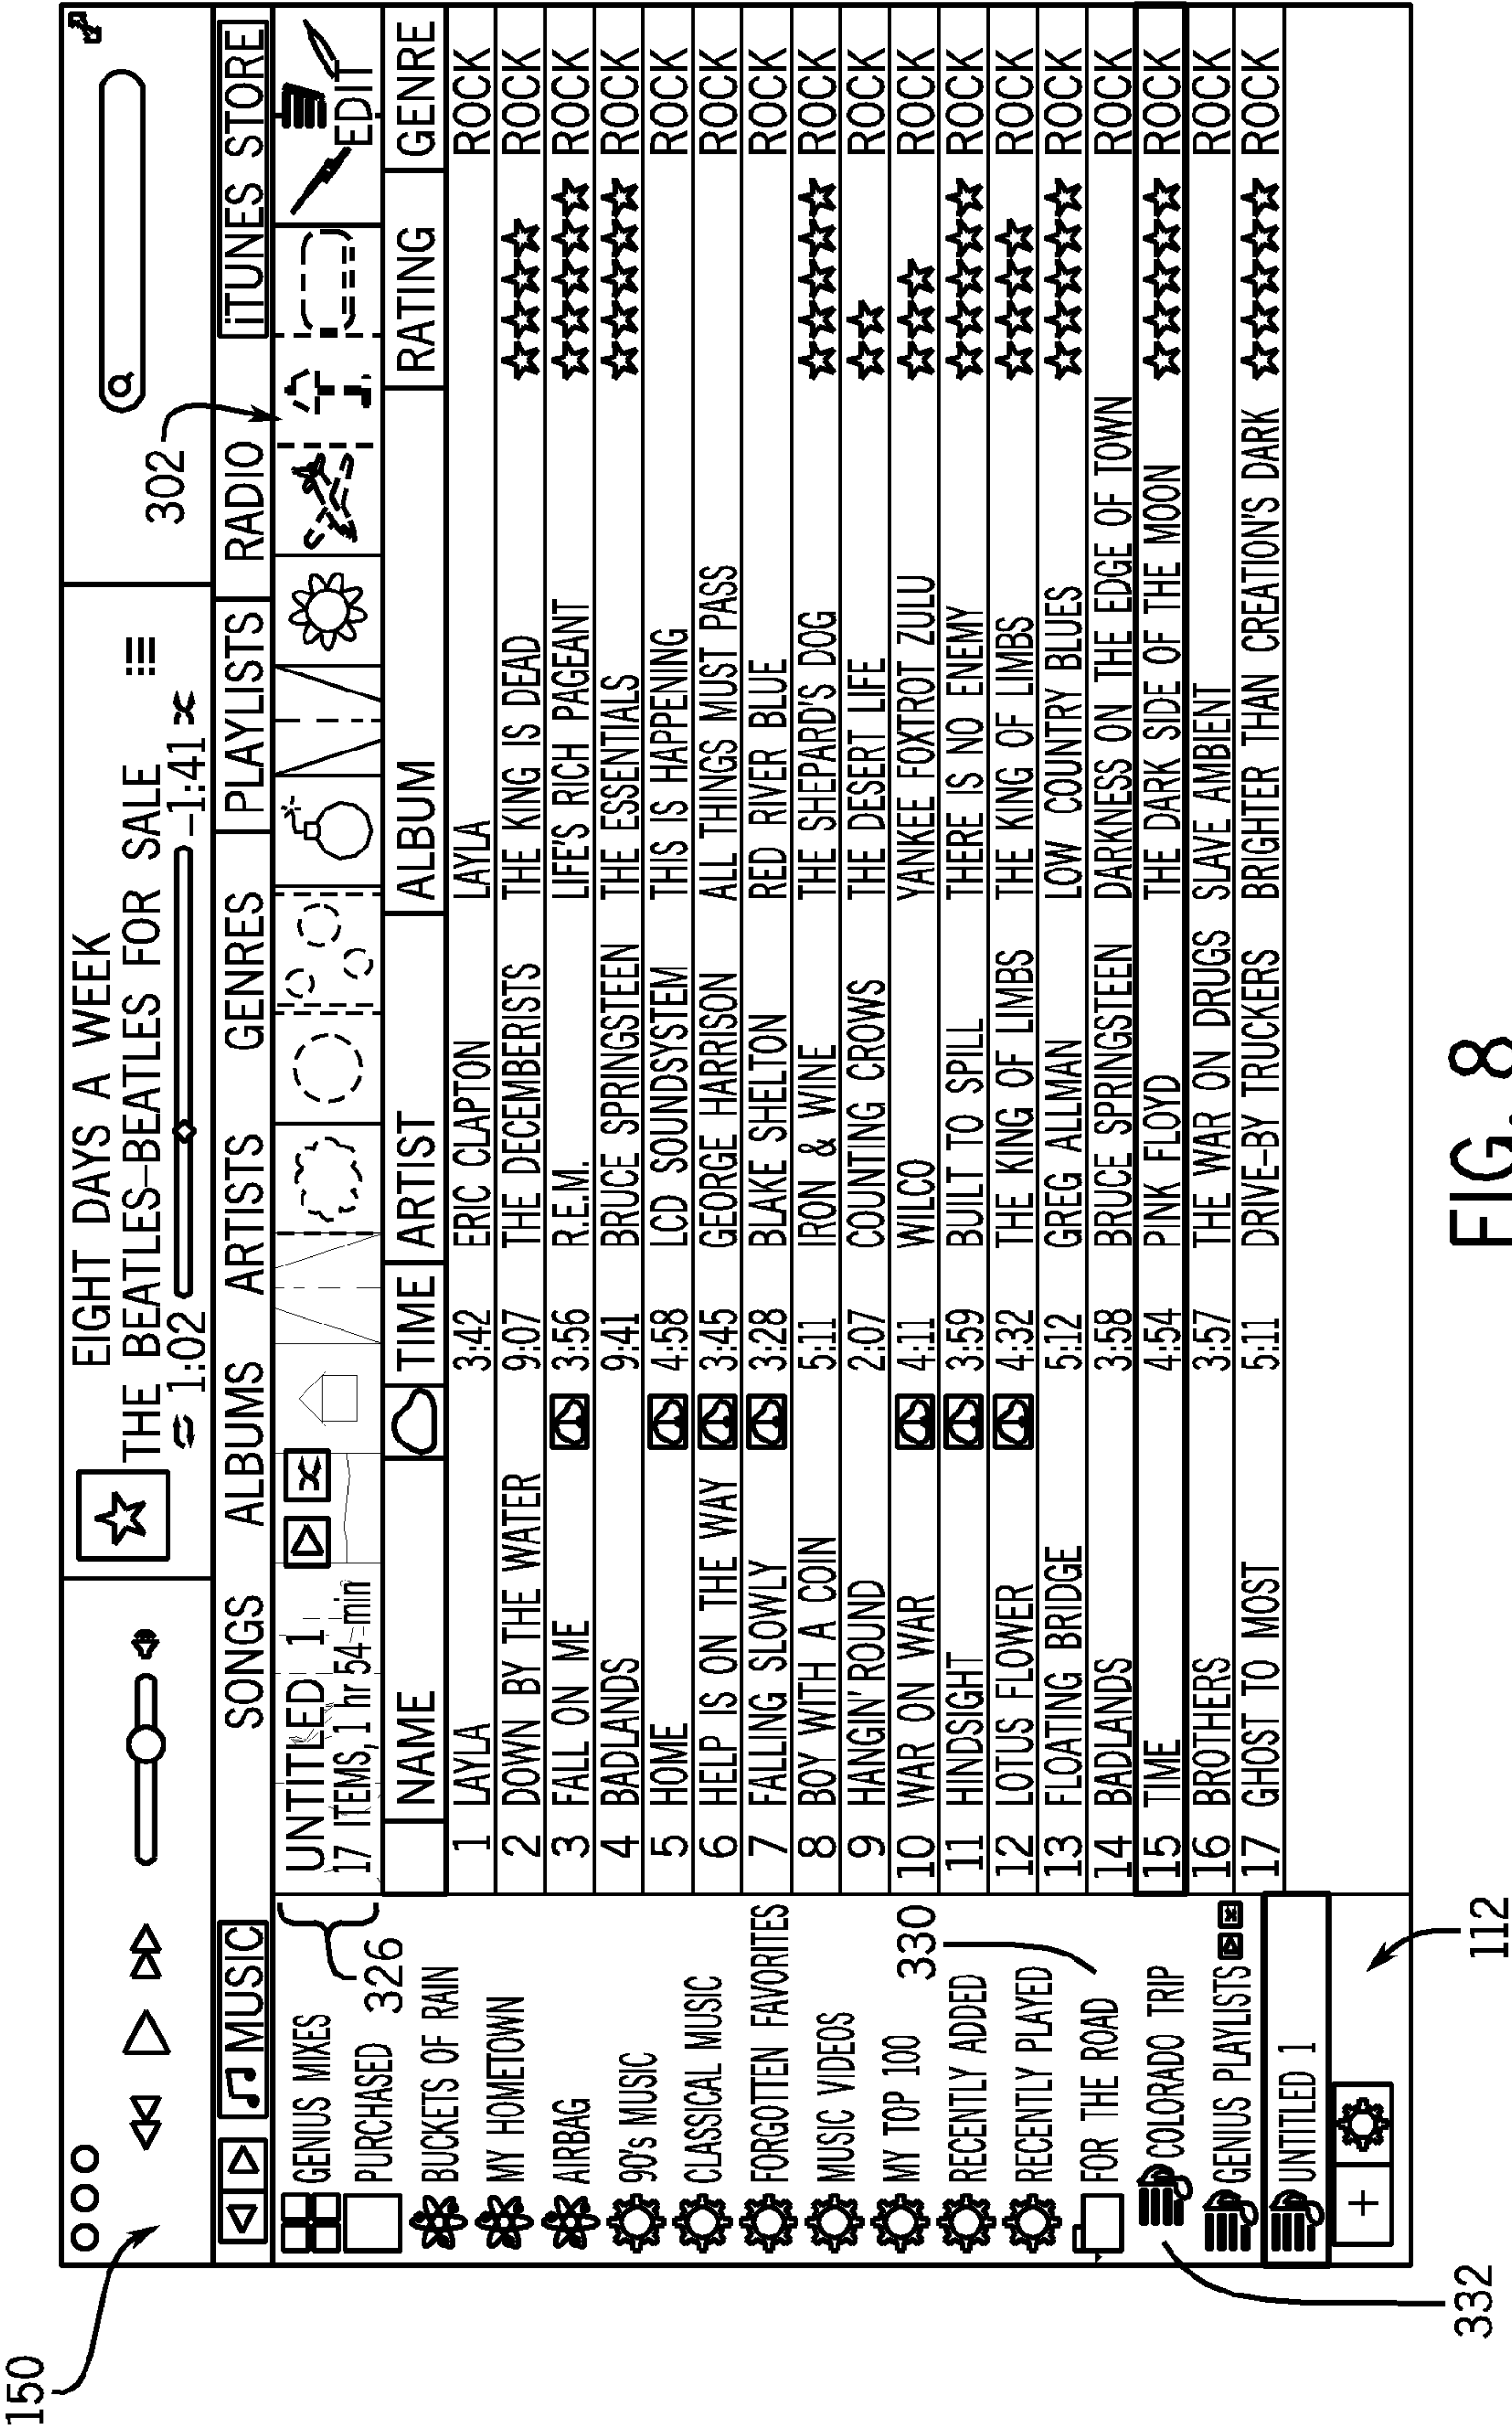 150
EIGHT DAYS A WEEK
THE BEATLES–BEATLES FOR SALE
1:02 –1:41
302
MUSIC SONGS ALBUMS ARTISTS GENRES PLAYLISTS RADIO iTUNES STORE
UNTITLED 1
17 ITEMS, 1 hr 54 min
EDIT
326
NAME TIME ARTIST ALBUM RATING GENRE
1 LAYLA 3:42 ERIC CLAPTON LAYLA ROCK
2 DOWN BY THE WATER 9:07 THE DECEMBERISTS THE KING IS DEAD ROCK
3 FALL ON ME 3:56 R.E.M. LIFE'S RICH PAGEANT ROCK
4 BADLANDS 9:41 BRUCE SPRINGSTEEN THE ESSENTIALS ROCK
5 HOME 4:58 LCD SOUNDSYSTEM THIS IS HAPPENING ROCK
6 HELP IS ON THE WAY 3:45 GEORGE HARRISON ALL THINGS MUST PASS ROCK
7 FALLING SLOWLY 3:28 BLAKE SHELTON RED RIVER BLUE ROCK
8 BOY WITH A COIN 5:11 IRON & WINE THE SHEPARD'S DOG ROCK
9 HANGIN' ROUND 2:07 COUNTING CROWS THE DESERT LIFE ROCK
10 WAR ON WAR 4:11 WILCO YANKEE FOXTROT ZULU ROCK
11 HINDSIGHT 3:59 BUILT TO SPILL THERE IS NO ENEMY ROCK
12 LOTUS FLOWER 4:32 THE KING OF LIMBS THE KING OF LIMBS ROCK
13 FLOATING BRIDGE 5:12 GREG ALLMAN LOW COUNTRY BLUES ROCK
14 BADLANDS 3:58 BRUCE SPRINGSTEEN DARKNESS ON THE EDGE OF TOWN ROCK
15 TIME 4:54 PINK FLOYD THE DARK SIDE OF THE MOON ROCK
16 BROTHERS 3:57 THE WAR ON DRUGS SLAVE AMBIENT ROCK
17 GHOST TO MOST 5:11 DRIVE–BY TRUCKERS BRIGHTER THAN CREATION'S DARK ROCK
GENIUS MIXES
PURCHASED
BUCKETS OF RAIN
MY HOMETOWN
AIRBAG
90's MUSIC
CLASSICAL MUSIC
FORGOTTEN FAVORITES
MUSIC VIDEOS
MY TOP 100
RECENTLY ADDED
RECENTLY PLAYED
FOR THE ROAD
COLORADO TRIP
GENIUS PLAYLISTS
UNTITLED 1
+
330
332
112
FIG. 8